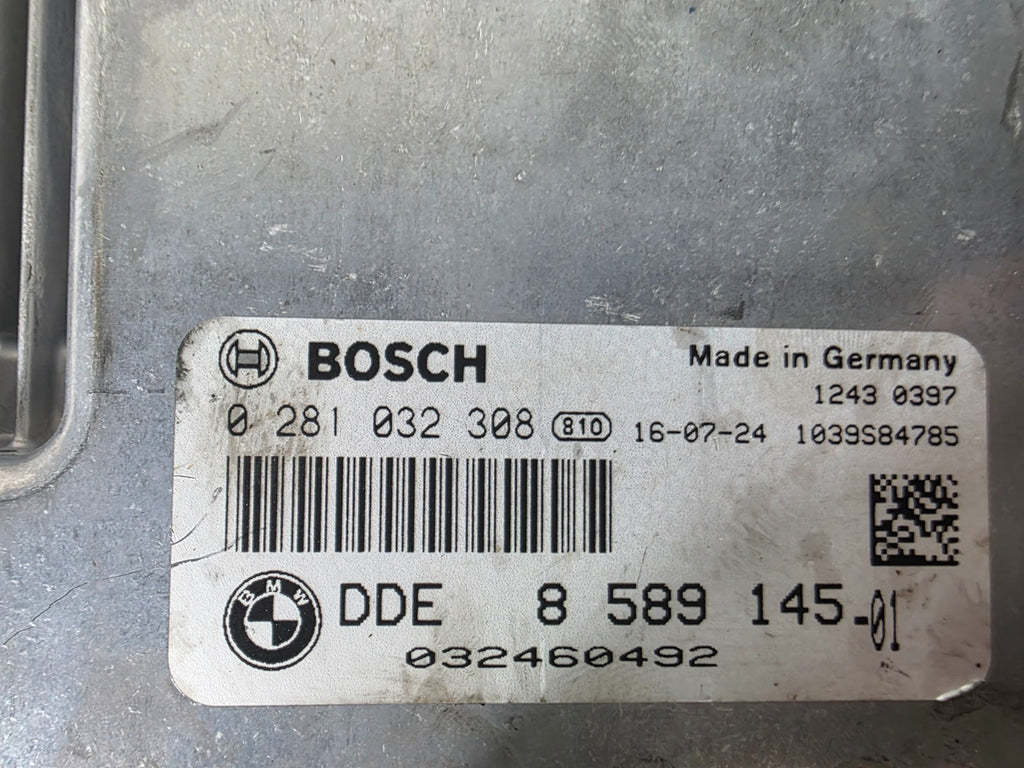 BOSCH
Made in Germany
1243 0397
0 281 032 308 810 16-07-24 1039S84785
BMW
DDE 8 589 145-01
032460492